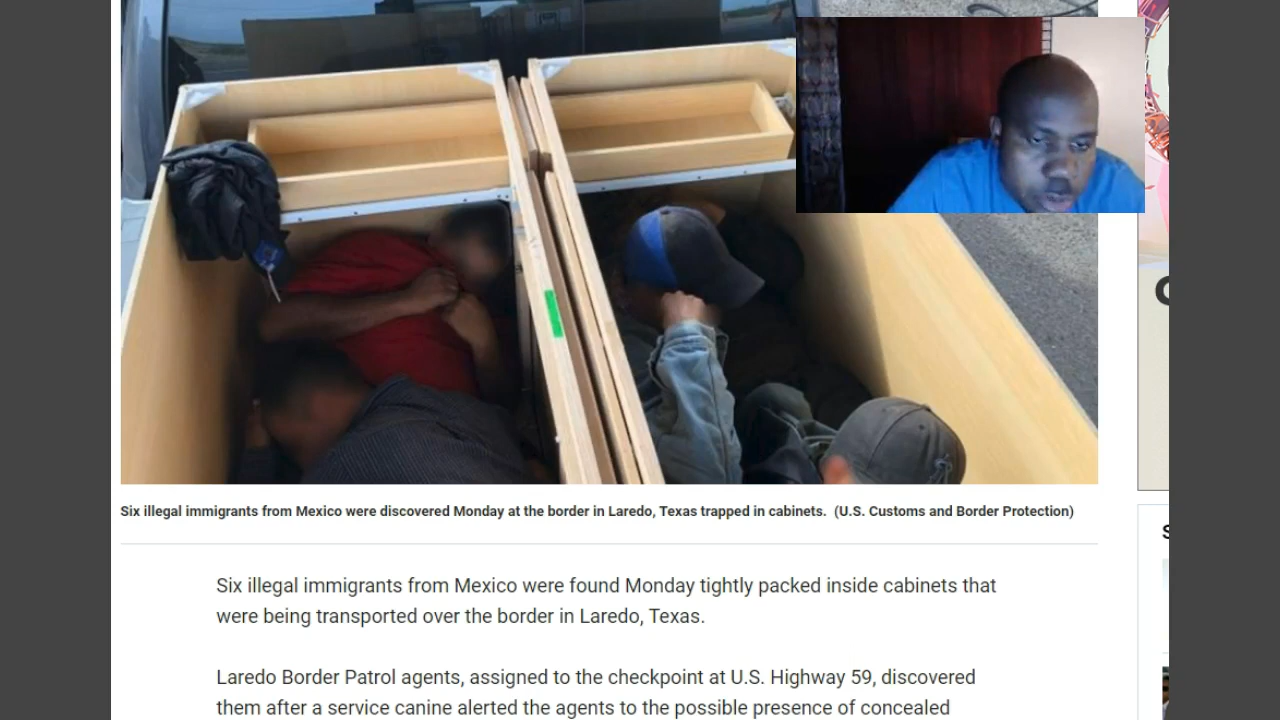 Six illegal immigrants from Mexico were discovered Monday at the border in Laredo, Texas trapped in cabinets.  (U.S. Customs and Border Protection)
Six illegal immigrants from Mexico were found Monday tightly packed inside cabinets that
were being transported over the border in Laredo, Texas.
Laredo Border Patrol agents, assigned to the checkpoint at U.S. Highway 59, discovered
them after a service canine alerted the agents to the possible presence of concealed